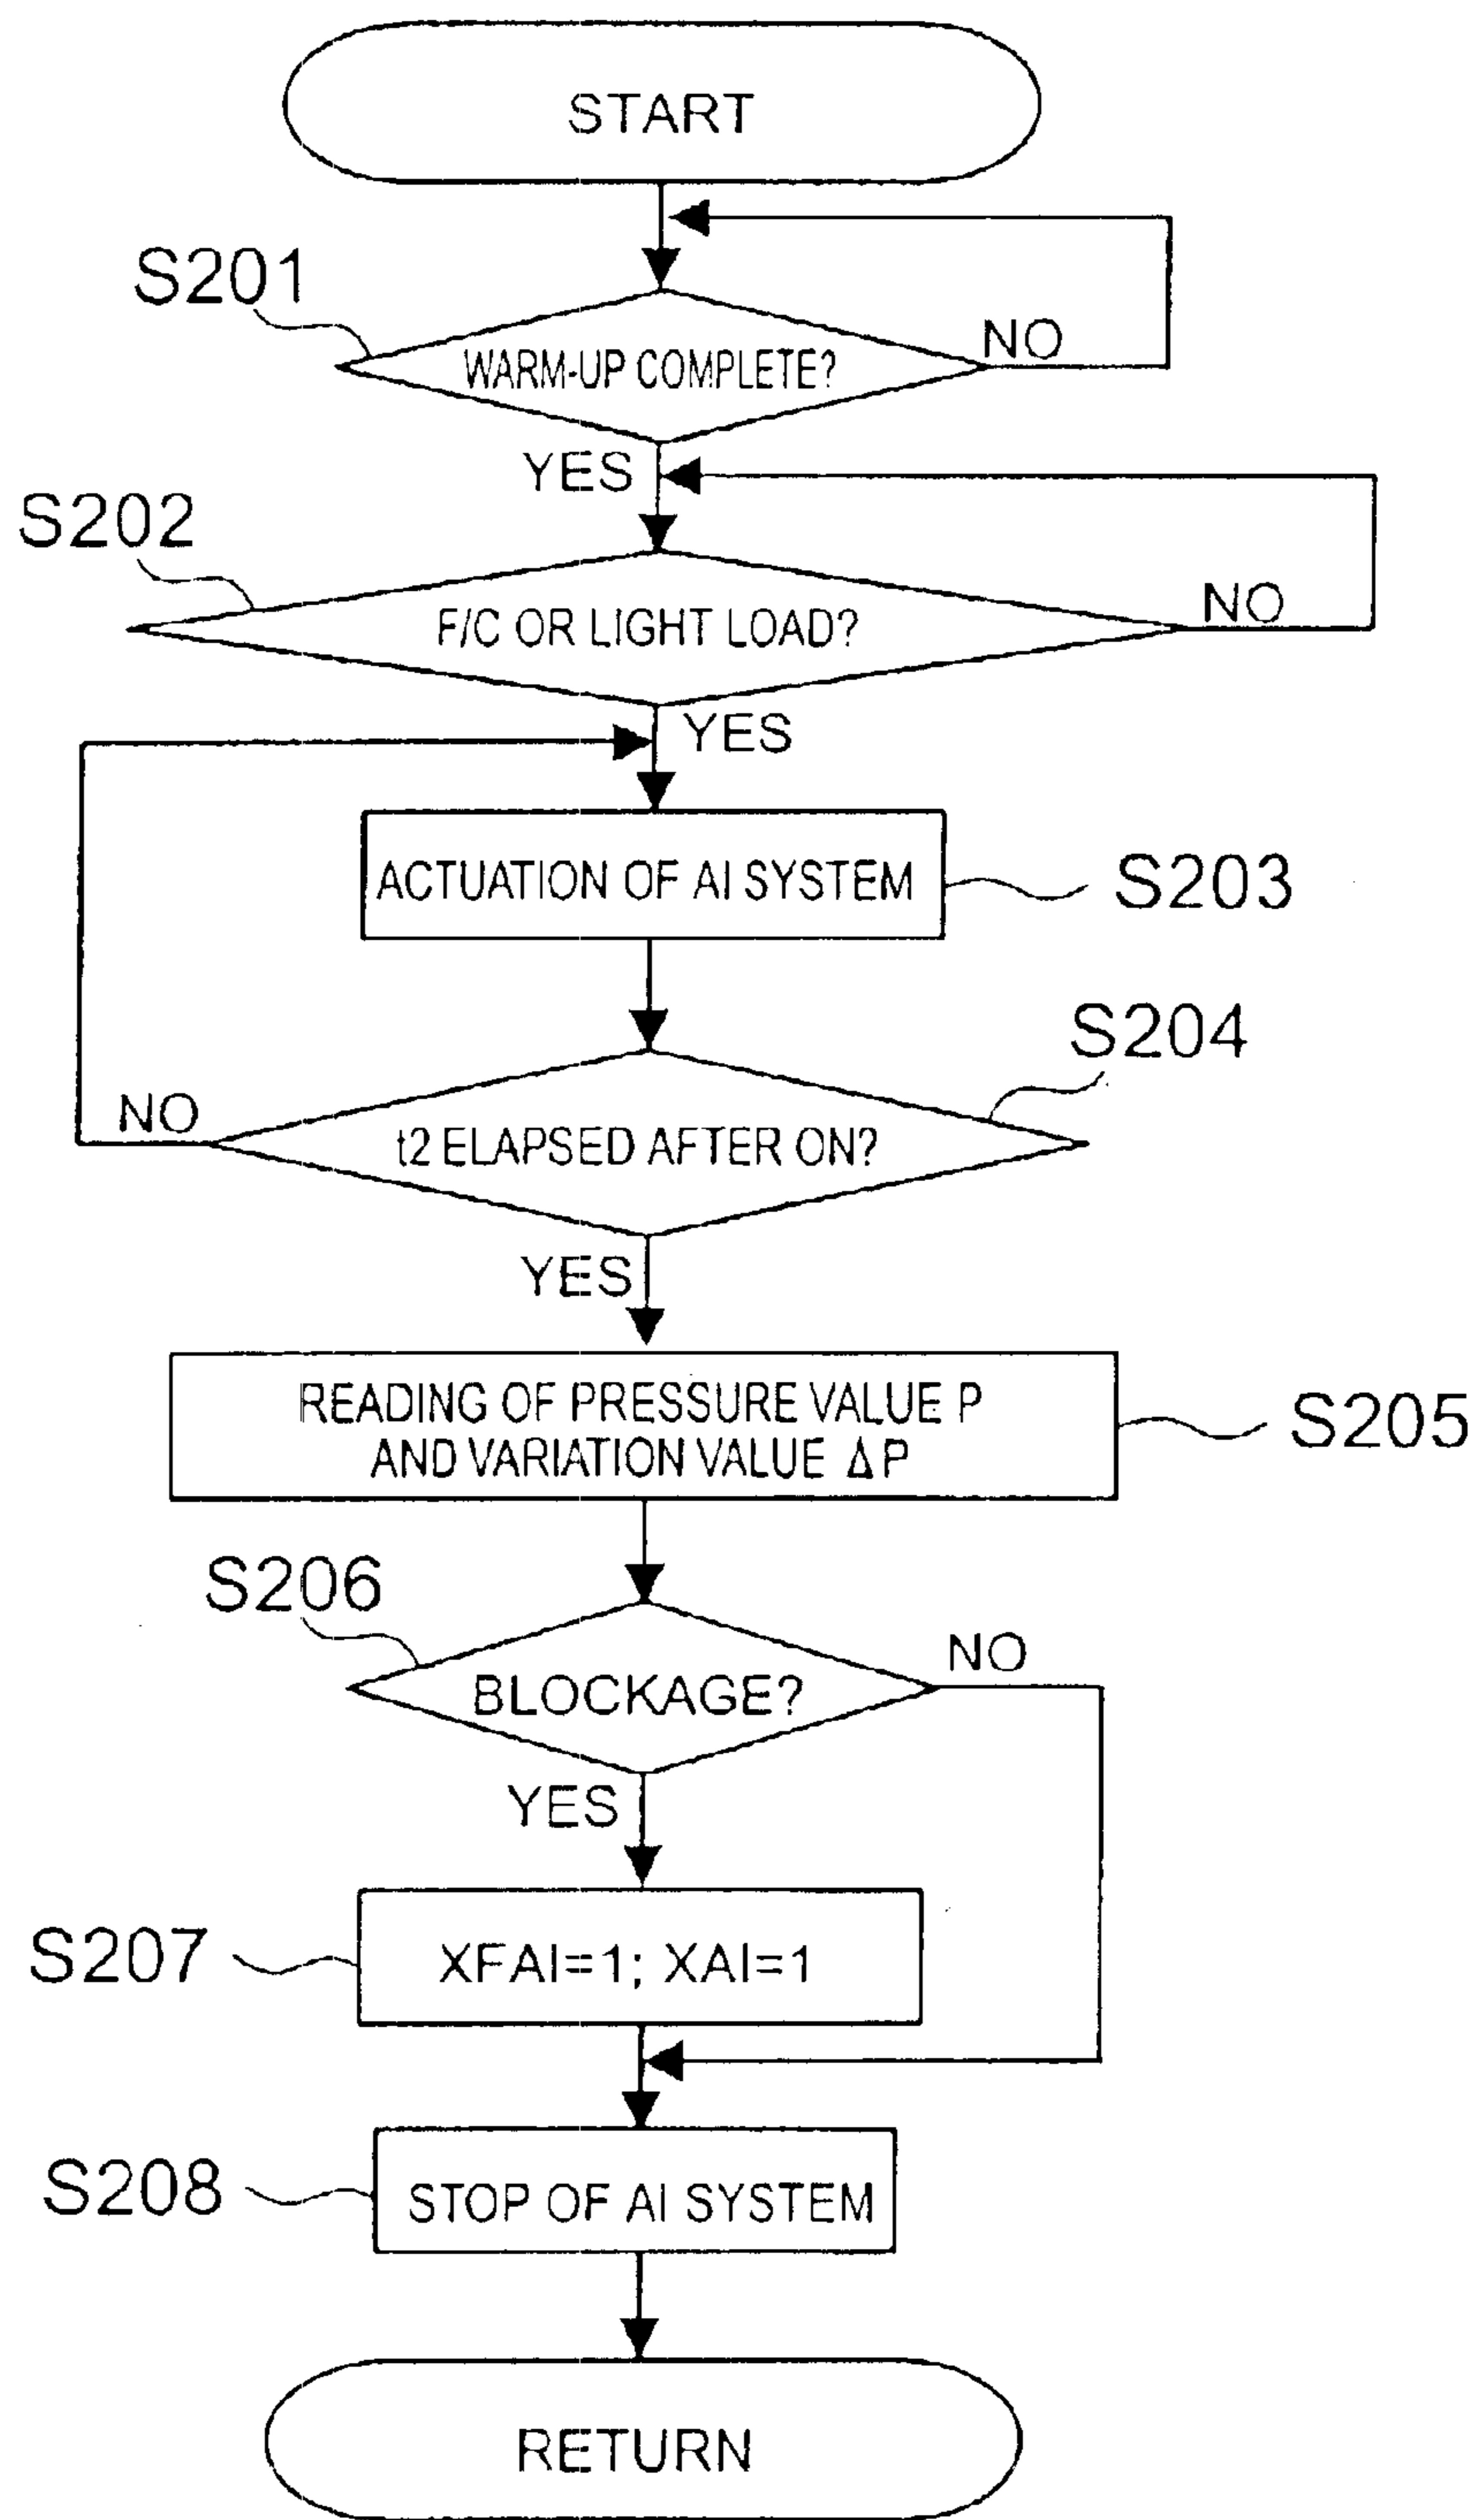 START
S201
WARM-UP COMPLETE?
NO
YES
S202
F/C OR LIGHT LOAD?
NO
YES
ACTUATION OF AI SYSTEM
S203
S204
NO
t2 ELAPSED AFTER ON?
YES
READING OF PRESSURE VALUE P
AND VARIATION VALUE ΔP
S205
S206
NO
BLOCKAGE?
YES
S207
XFAI=1; XAI=1
S208
STOP OF AI SYSTEM
RETURN